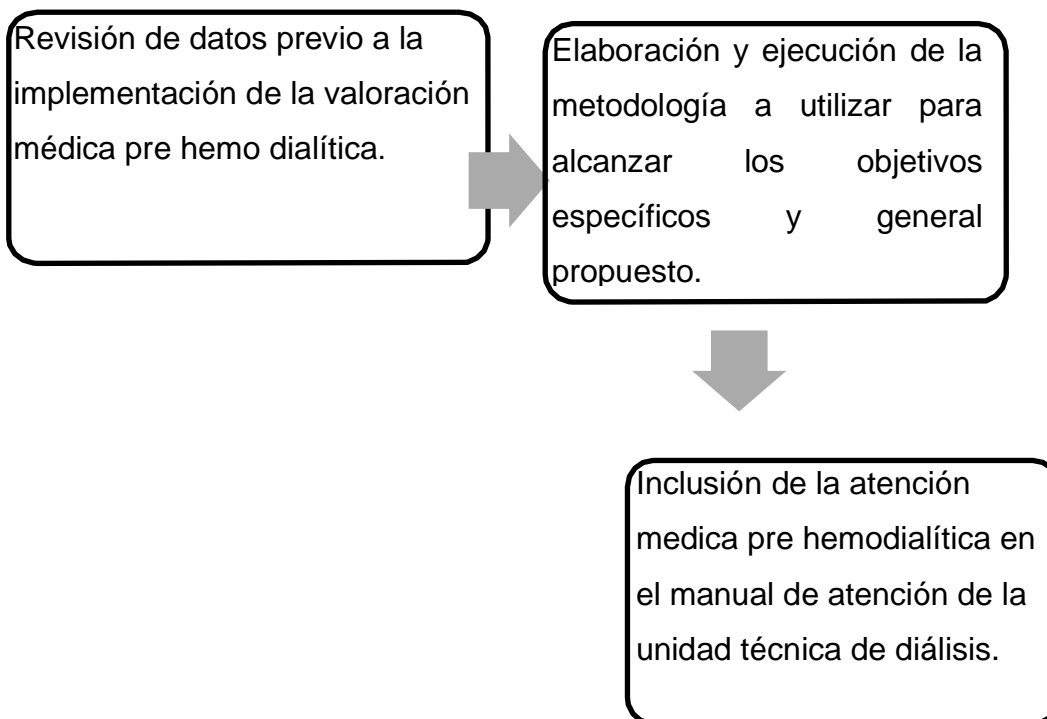 Revisión de datos previo a la
implementación de la valoración
médica pre hemo dialítica.
Elaboración y ejecución de la
metodología a utilizar para
alcanzar los objetivos
específicos y general
propuesto.
Inclusión de la atención
medica pre hemodialítica en
el manual de atención de la
unidad técnica de diálisis.